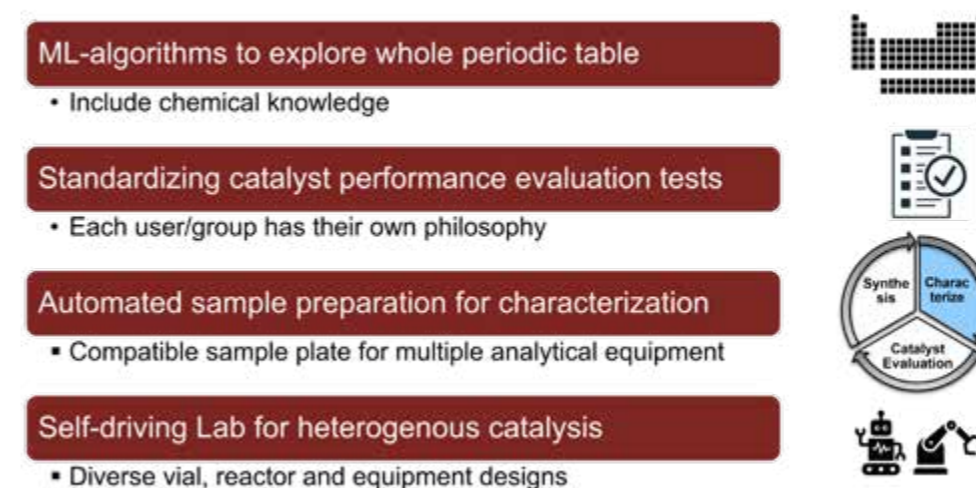 ML-algorithms to explore whole periodic table
• Include chemical knowledge
Standardizing catalyst performance evaluation tests
• Each user/group has their own philosophy
Automated sample preparation for characterization
▪ Compatible sample plate for multiple analytical equipment
Self-driving Lab for heterogenous catalysis
▪ Diverse vial, reactor and equipment designs
Synthe
sis
Charac
terize
Catalyst
Evaluation